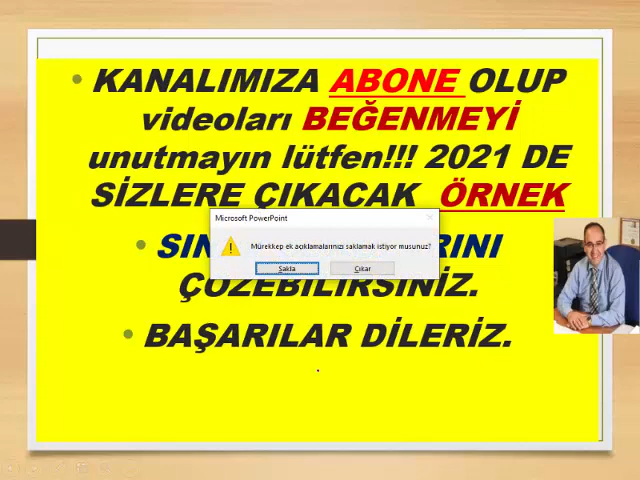 KANALIMIZA ABONE OLUP
videoları BEĞENMEYİ
unutmayın lütfen!!! 2021 DE
SİZLERE ÇIKACAK ÖRNEK
SIN RINI
ÇÖZEBİLİRSİNİZ.
BAŞARILAR DİLERİZ.
.
Microsoft PowerPoint
Mürekkep ek açıklamalarınızı saklamak istiyor musunuz?
Sakla
Çıkar